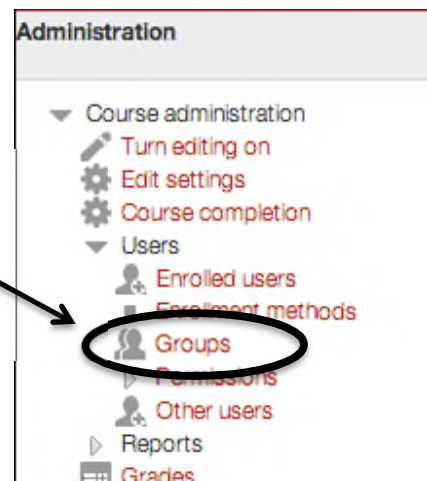 Administration
Course administration
Turn editing on
Edit settings
Course completion
Users
Enrolled users
Enrollment methods
Groups
Permissions
Other users
Reports
Grades